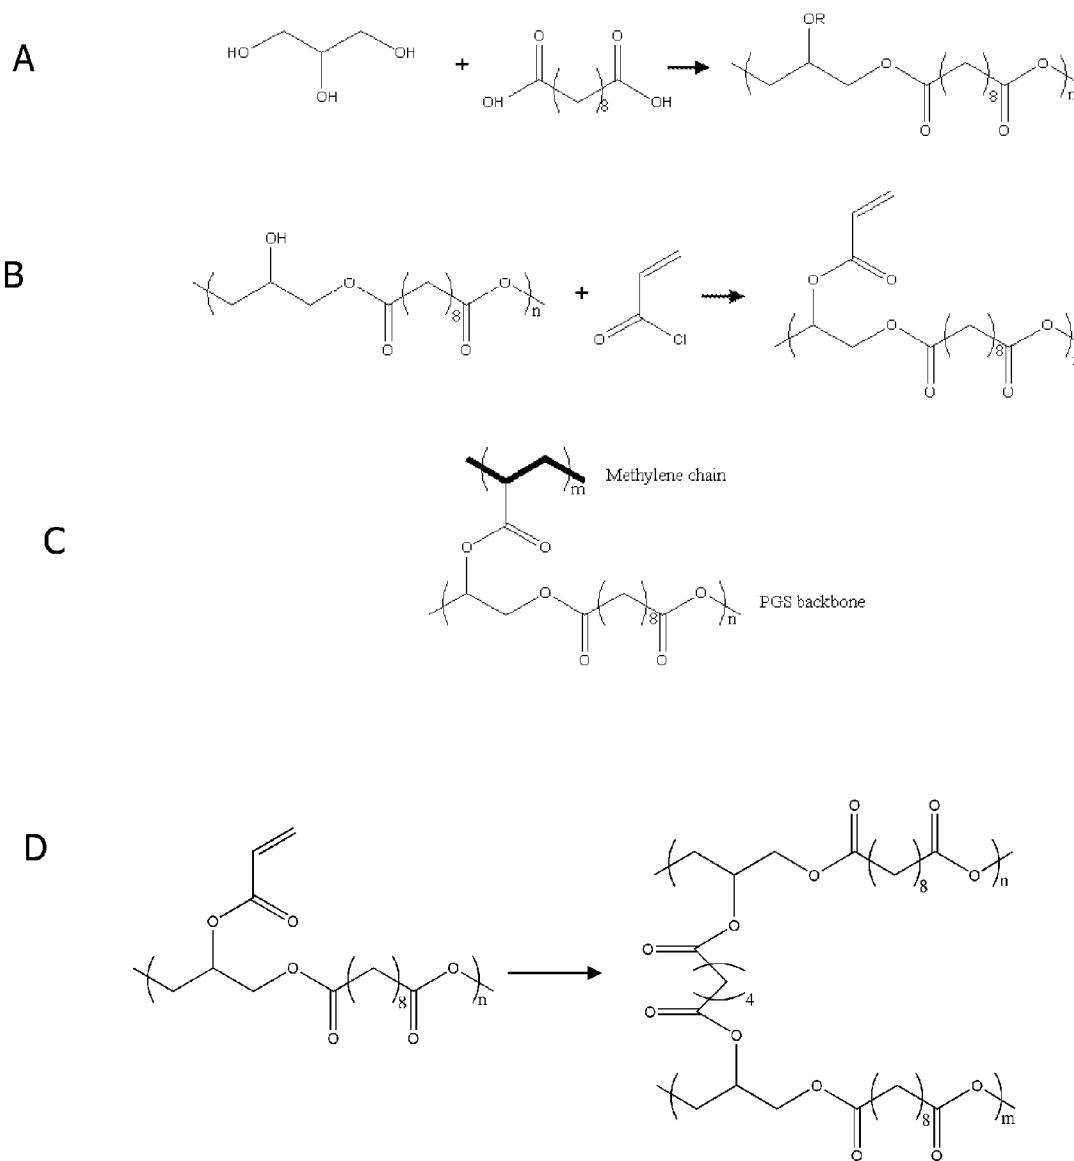 OR
O O
A HO OH + O O
OH OH 8 OH 8 n
O O
OH
B O O 8 n + O Cl O O
O O 8
O O
O O
Methylene chain
m
C O O
O O PGS backbone
8 n
O O
D O O
O O 8 n
O O O
O O 4
O O 8 n O
O O O
O O
8 m
O O